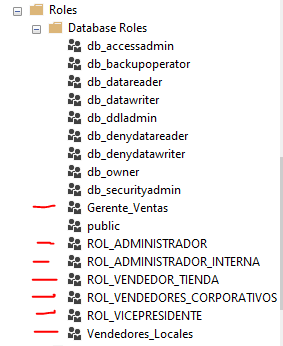 Roles
Database Roles
db_accessadmin
db_backupoperator
db_datareader
db_datawriter
db_ddladmin
db_denydatareader
db_denydatawriter
db_owner
db_securityadmin
Gerente_Ventas
public
ROL_ADMINISTRADOR
ROL_ADMINISTRADOR_INTERNA
ROL_VENDEDOR_TIENDA
ROL_VENDEDORES_CORPORATIVOS
ROL_VICEPRESIDENTE
Vendedores_Locales